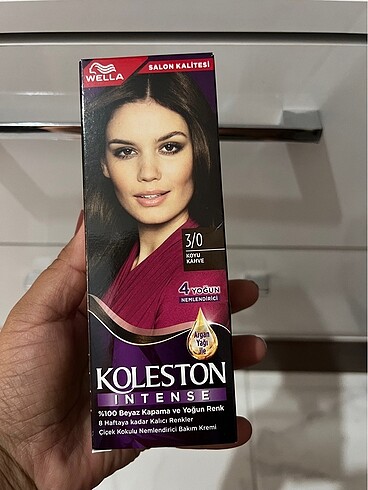 WELLA
SALON KALİTESİ
3/0
KOYU
KAHVE
4 YOĞUN
NEMLENDİRİCİ
Argan
Yağı
ile
KOLESTON
INTENSE
%100 Beyaz Kapama ve Yoğun Renk
8 Haftaya kadar Kalıcı Renkler
Çiçek Kokulu Nemlendirici Bakım Kremi